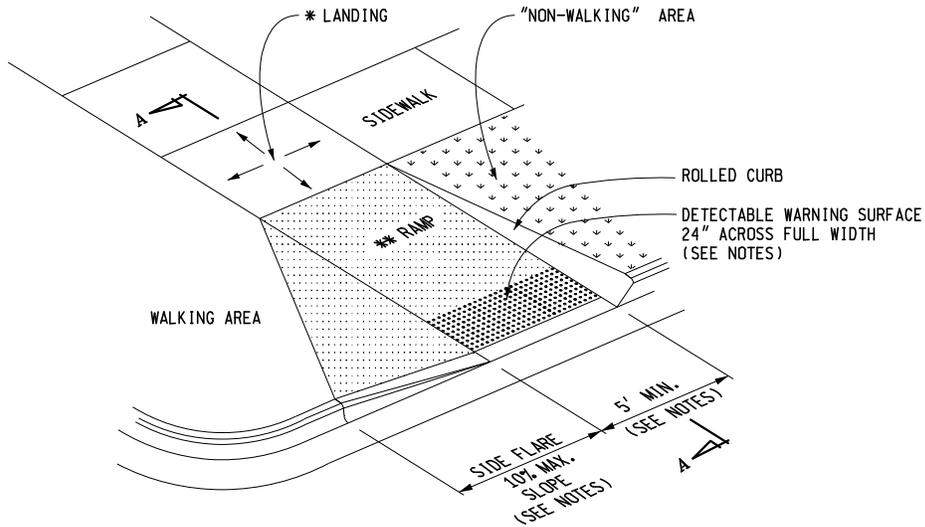 * LANDING
"NON-WALKING" AREA
A
SIDEWALK
ROLLED CURB
** RAMP
DETECTABLE WARNING SURFACE
24" ACROSS FULL WIDTH
(SEE NOTES)
WALKING AREA
5' MIN.
(SEE NOTES)
SIDE FLARE
10% MAX.
SLOPE
(SEE NOTES)
A